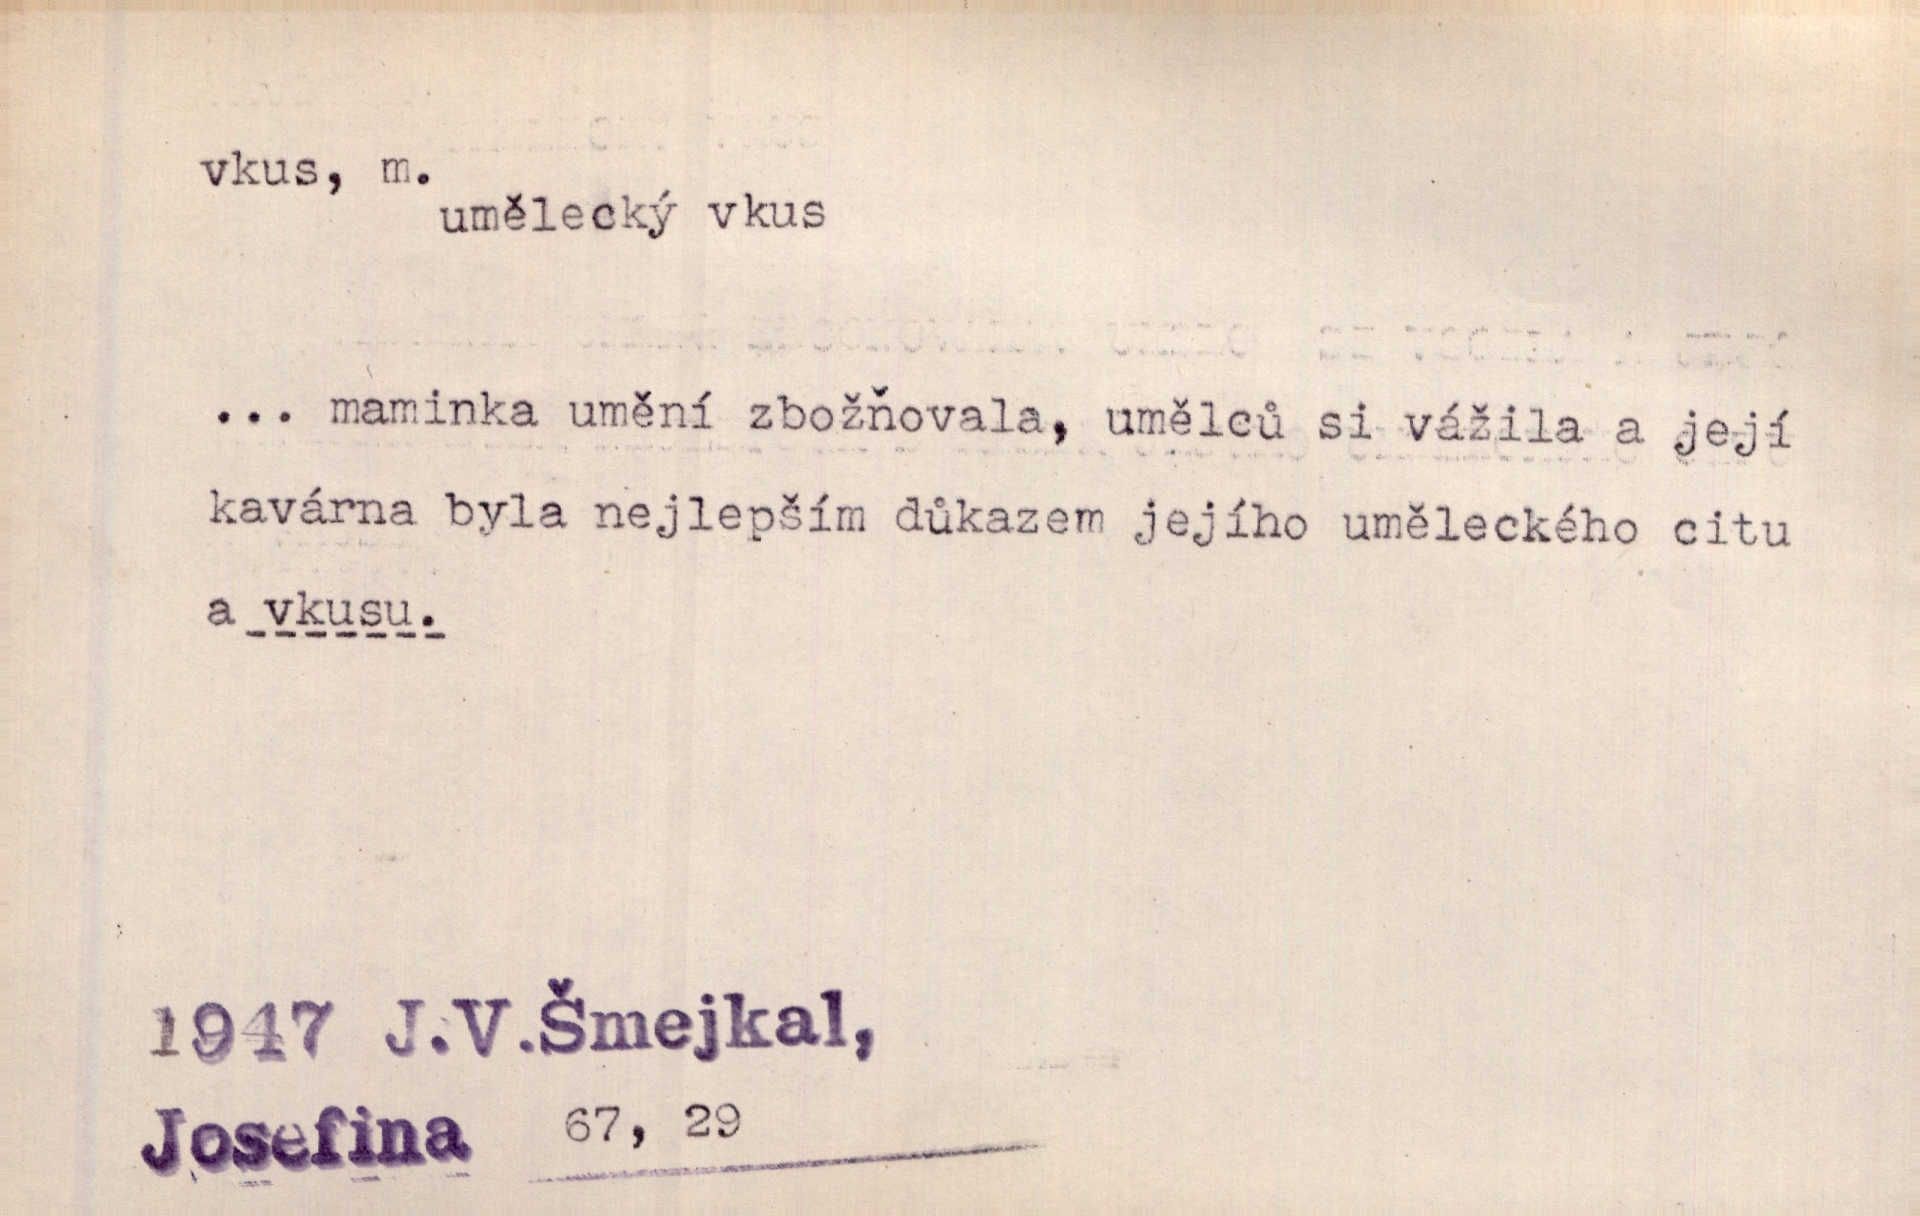 vkus, m.
umělecký vkus
... maminka umění zbožňovala, umělců si vážila a její
kavárna byla nejlepším důkazem jejího uměleckého citu
a vkusu.
1947 J.V.Šmejkal,
Josefina 67, 29